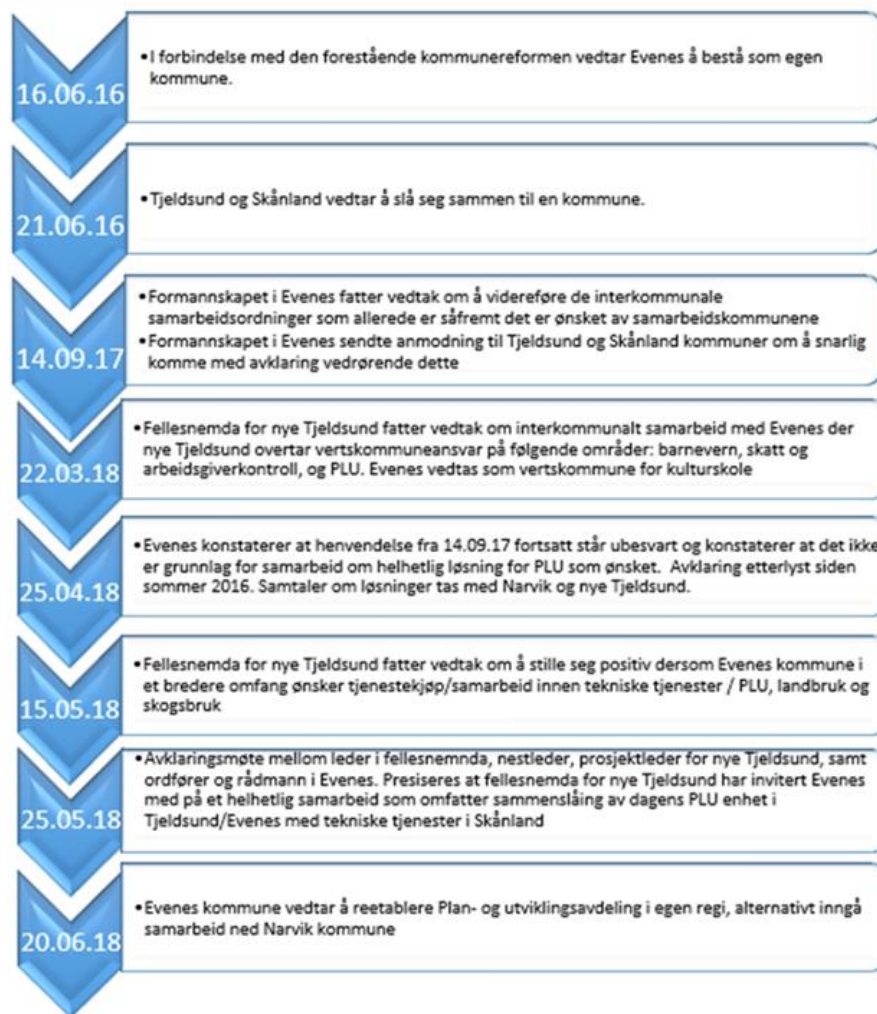 16.06.16
•I forbindelse med den forestående kommunereformen vedtar Evenes å bestå som egen
kommune.
21.06.16
•Tjeldsund og Skånland vedtar å slå seg sammen til en kommune.
14.09.17
•Formannskapet i Evenes fatter vedtak om å videreføre de interkommunale
samarbeidsordninger som allerede er såfremt det er ønsket av samarbeidskommunene
•Formannskapet i Evenes sendte anmodning til Tjeldsund og Skånland kommuner om å snarlig
komme med avklaring vedrørende dette
22.03.18
•Fellesnemda for nye Tjeldsund fatter vedtak om interkommunalt samarbeid med Evenes der
nye Tjeldsund overtar vertskommuneansvar på følgende områder: barnevern, skatt og
arbeidsgiverkontroll, og PLU. Evenes vedtas som vertskommune for kulturskole
25.04.18
•Evenes konstaterer at henvendelse fra 14.09.17 fortsatt står ubesvart og konstaterer at det ikke
er grunnlag for samarbeid om helhetlig løsning for PLU som ønsket.  Avklaring etterlyst siden
sommer 2016. Samtaler om løsninger tas med Narvik og nye Tjeldsund.
15.05.18
•Fellesnemda for nye Tjeldsund fatter vedtak om å stille seg positiv dersom Evenes kommune i
et bredere omfang ønsker tjenestekjøp/samarbeid innen tekniske tjenester / PLU, landbruk og
skogsbruk
25.05.18
•Avklaringsmøte mellom leder i fellesnemnda, nestleder, prosjektleder for nye Tjeldsund, samt
ordfører og rådmann i Evenes. Presiseres at fellesnemda for nye Tjeldsund har invitert Evenes
med på et helhetlig samarbeid som omfatter sammenslåing av dagens PLU enhet i
Tjeldsund/Evenes med tekniske tjenester i Skånland
20.06.18
•Evenes kommune vedtar å reetablere Plan- og utviklingsavdeling i egen regi, alternativt inngå
samarbeid ned Narvik kommune